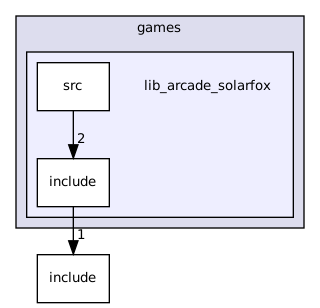 games
src
lib_arcade_solarfox
2
include
1
include